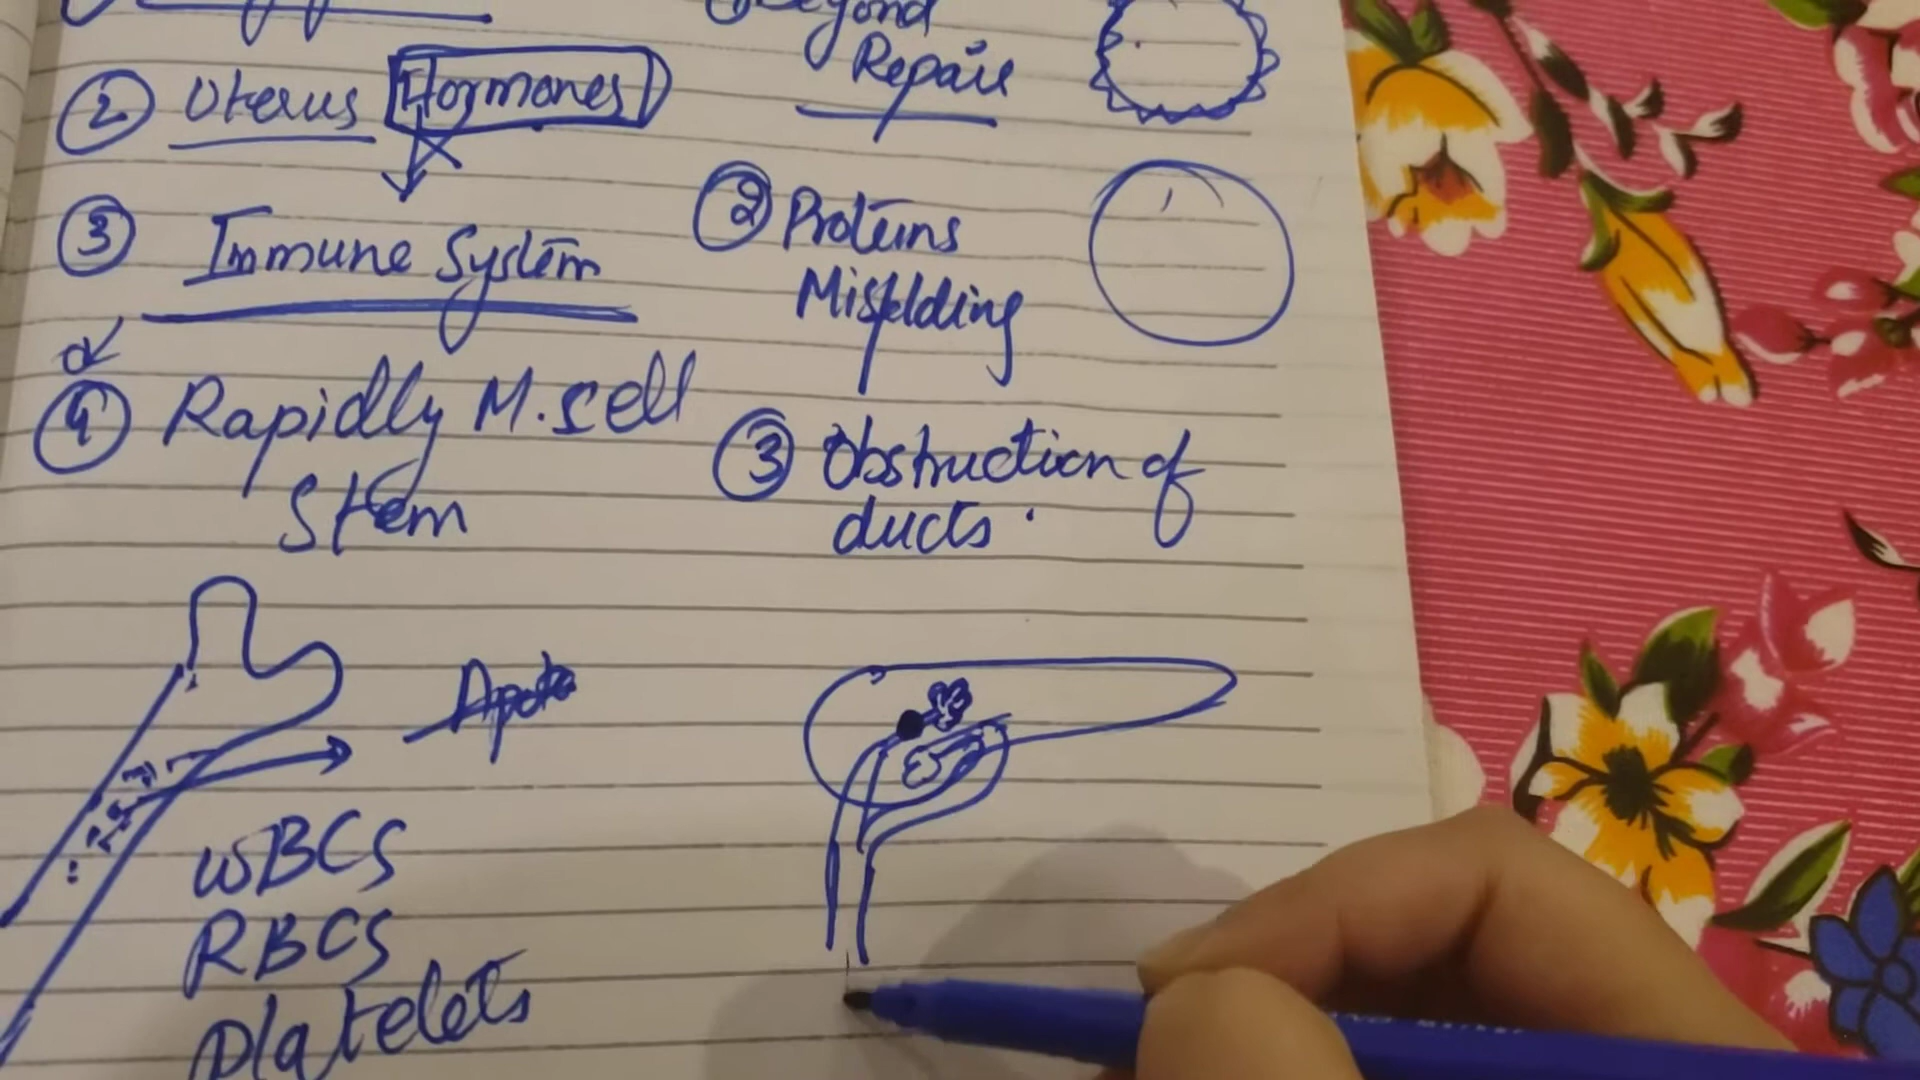 ② Uterus Hormones
③ Immune System
④ Rapidly M. cell
Stem
WBCS
RBCS
Platelets
Beyond
Repair
② Proteins
Misfolding
③ Obstruction of
ducts.